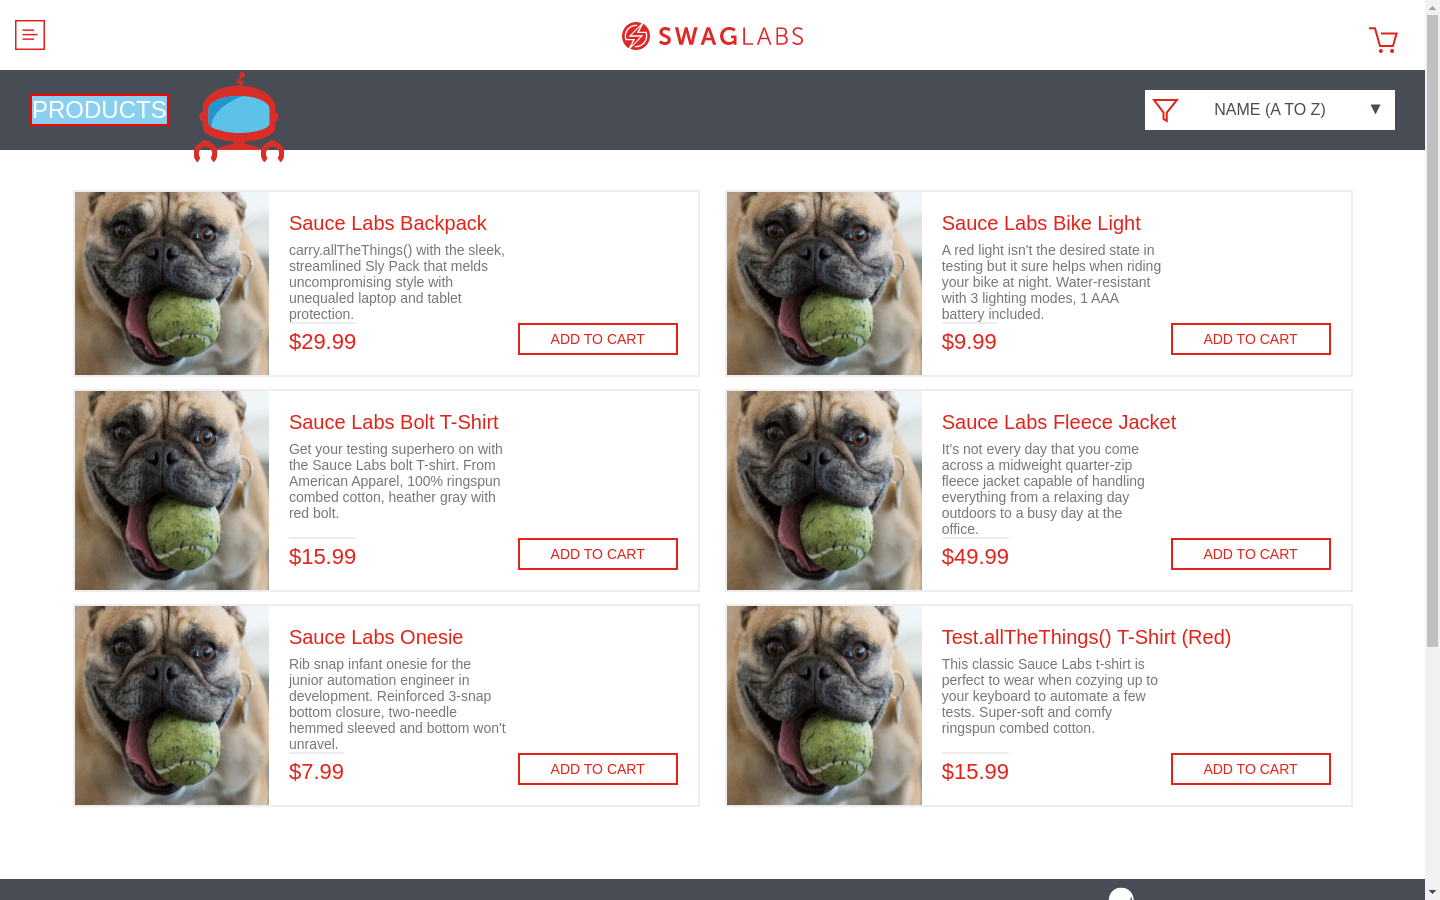 SWAGLABS
PRODUCTS
NAME (A TO Z)
Sauce Labs Backpack
carry.allTheThings() with the sleek,
streamlined Sly Pack that melds
uncompromising style with
unequaled laptop and tablet
protection.
$29.99
ADD TO CART
Sauce Labs Bike Light
A red light isn't the desired state in
testing but it sure helps when riding
your bike at night. Water-resistant
with 3 lighting modes, 1 AAA
battery included.
$9.99
ADD TO CART
Sauce Labs Bolt T-Shirt
Get your testing superhero on with
the Sauce Labs bolt T-shirt. From
American Apparel, 100% ringspun
combed cotton, heather gray with
red bolt.
$15.99
ADD TO CART
Sauce Labs Fleece Jacket
It's not every day that you come
across a midweight quarter-zip
fleece jacket capable of handling
everything from a relaxing day
outdoors to a busy day at the
office.
$49.99
ADD TO CART
Sauce Labs Onesie
Rib snap infant onesie for the
junior automation engineer in
development. Reinforced 3-snap
bottom closure, two-needle
hemmed sleeved and bottom won't
unravel.
$7.99
ADD TO CART
Test.allTheThings() T-Shirt (Red)
This classic Sauce Labs t-shirt is
perfect to wear when cozying up to
your keyboard to automate a few
tests. Super-soft and comfy
ringspun combed cotton.
$15.99
ADD TO CART